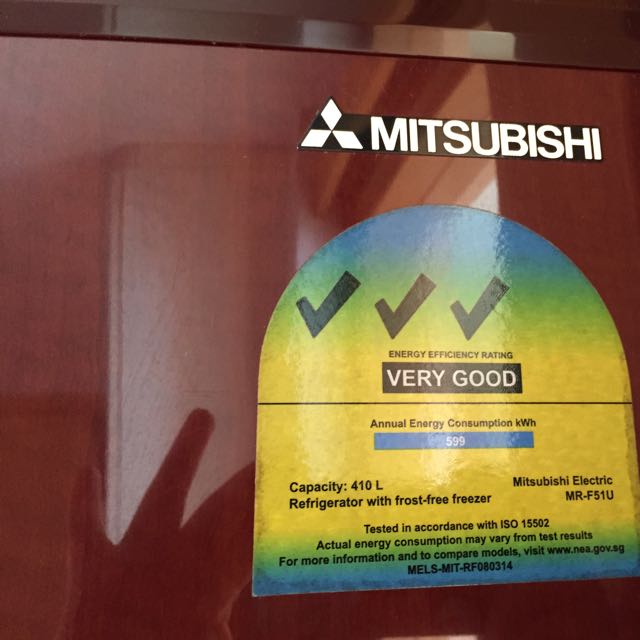 MITSUBISHI
ENERGY EFFICIENCY RATING
VERY GOOD
Annual Energy Consumption kWh
599
Capacity: 410 L
Refrigerator with frost-free freezer
Mitsubishi Electric
MR-F51U
Tested in accordance with ISO 15502
Actual energy consumption may vary from test results
For more information and to compare models, visit www.nea.gov.sg
MELS-MIT-RF080314